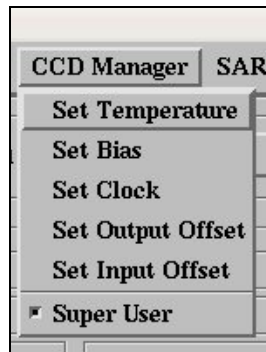 CCD Manager SAR
Set Temperature
Set Bias
Set Clock
Set Output Offset
Set Input Offset
Super User